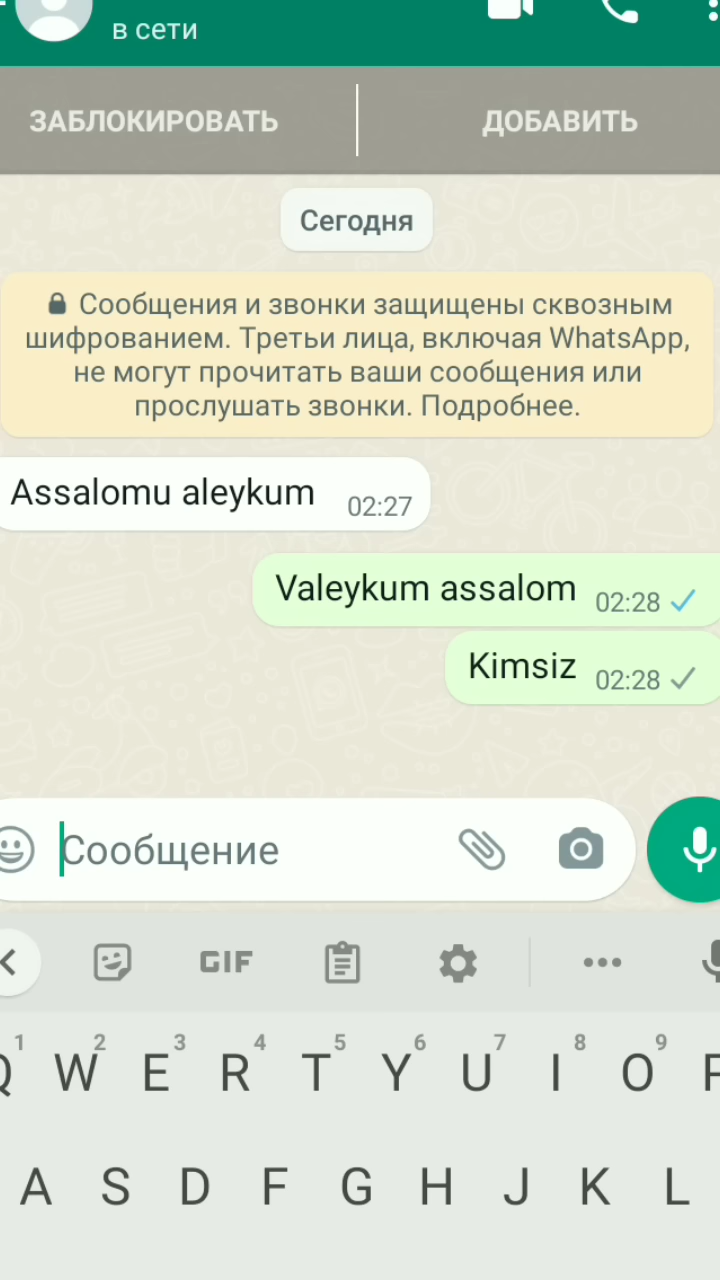 в сети
ЗАБЛОКИРОВАТЬ
ДОБАВИТЬ
Сегодня
Сообщения и звонки защищены сквозным
шифрованием. Третьи лица, включая WhatsApp,
не могут прочитать ваши сообщения или
прослушать звонки. Подробнее.
Assalomu aleykum 02:27
Valeykum assalom 02:28
Kimsiz 02:28
Сообщение
GIF
1 2 3 4 5 6 7 8 9
Q W E R T Y U I O P
A S D F G H J K L